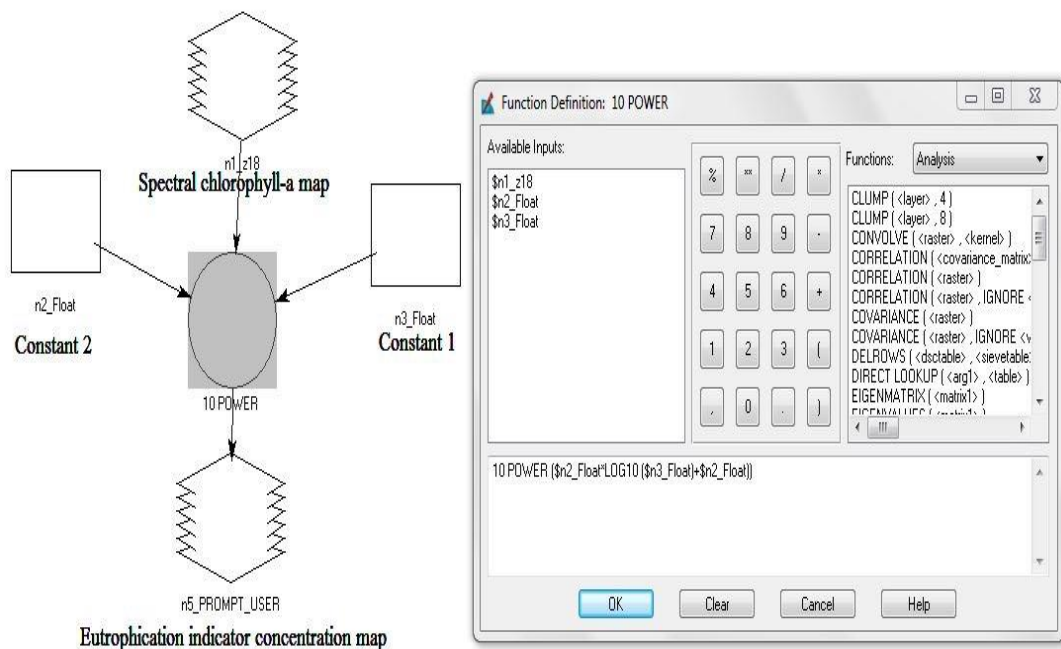 n1_z18
Spectral chlorophyll-a map
n2_Float
Constant 2
n3_Float
Constant 1
10 POWER
n5_PROMPT_USER
Eutrophication indicator concentration map
Function Definition: 10 POWER
Available Inputs:
$n1_z18
$n2_Float
$n3_Float
% ** / *
7 8 9 -
4 5 6 +
1 2 3 (
, 0 . )
Functions: Analysis
CLUMP ( <layer> , 4 )
CLUMP ( <layer> , 8 )
CONVOLVE ( <raster> , <kernel> )
CORRELATION ( <covariance_matrix>
CORRELATION ( <raster> )
CORRELATION ( <raster> , IGNORE <
COVARIANCE ( <raster> )
COVARIANCE ( <raster> , IGNORE <v
DELROWS ( <dsctable> , <sievetable>
DIRECT LOOKUP ( <arg1> , <table> )
EIGENMATRIX ( <matrix1> )
EIGENVALUES ( <matrix1> )
10 POWER ($n2_Float*LOG10 ($n3_Float)+$n2_Float))
OK Clear Cancel Help